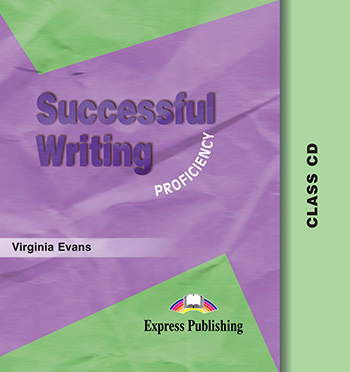 Successful
Writing
PROFICIENCY
Virginia Evans
Express Publishing
CLASS CD